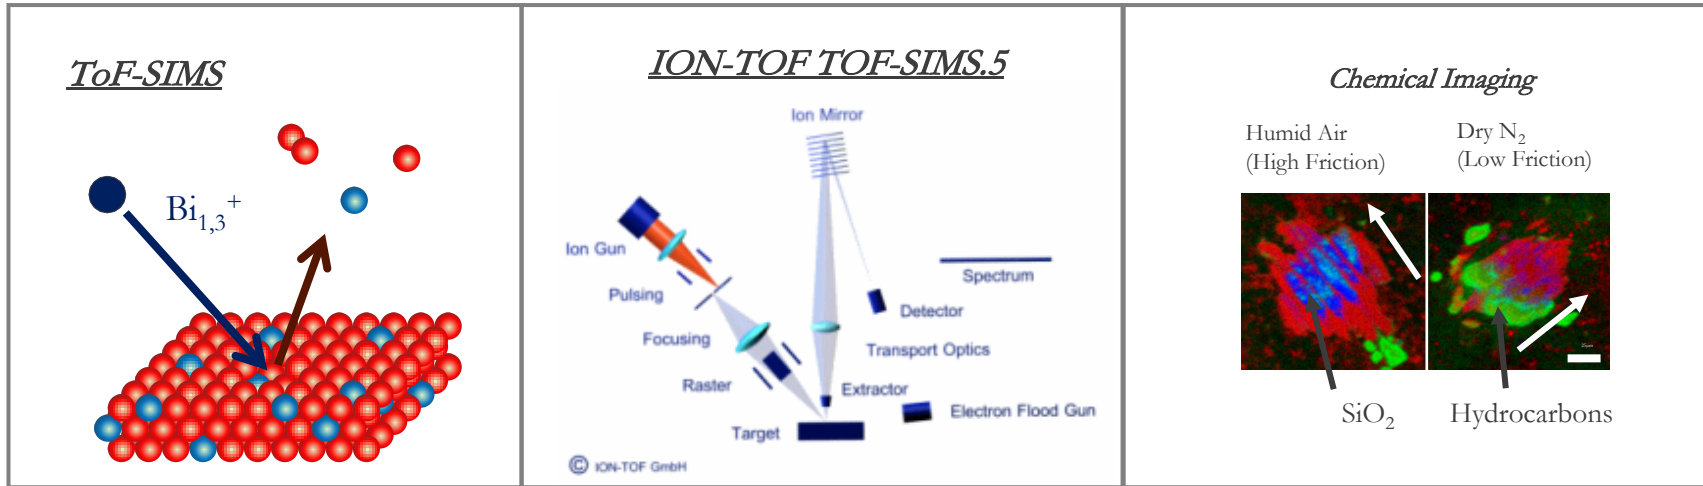 ToF-SIMS
Bi₁,₃⁺
ION-TOF TOF-SIMS.5
Ion Mirror
Ion Gun
Pulsing
Focusing
Raster
Target
Spectrum
Detector
Transport Optics
Extractor
Electron Flood Gun
© ION-TOF GmbH
Chemical Imaging
Humid Air
(High Friction)
Dry N₂
(Low Friction)
SiO₂
Hydrocarbons